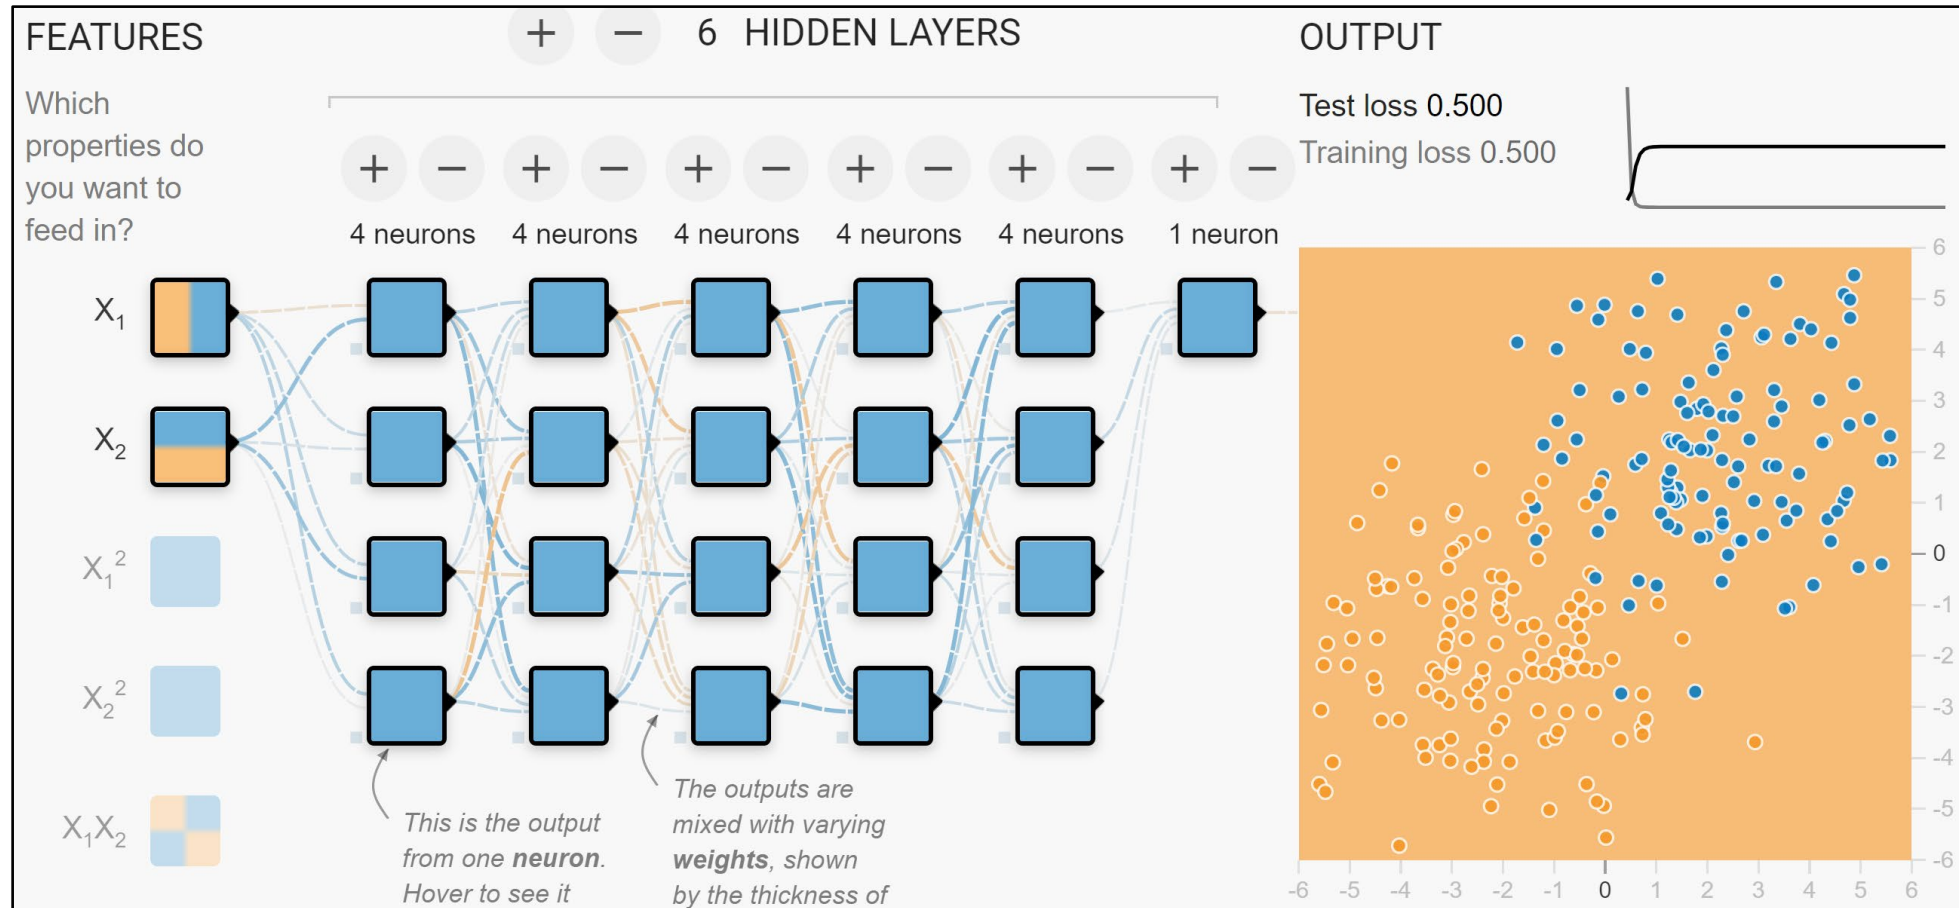 FEATURES
+ − 6 HIDDEN LAYERS
OUTPUT
Which
properties do
you want to
feed in?
Test loss 0.500
Training loss 0.500
+ − + − + − + − + − + −
4 neurons 4 neurons 4 neurons 4 neurons 4 neurons 1 neuron
X₁
X₂
X₁²
X₂²
X₁X₂
This is the output
from one neuron.
Hover to see it
The outputs are
mixed with varying
weights, shown
by the thickness of
6
5
4
3
2
1
0
-1
-2
-3
-4
-5
-6
-6 -5 -4 -3 -2 -1 0 1 2 3 4 5 6